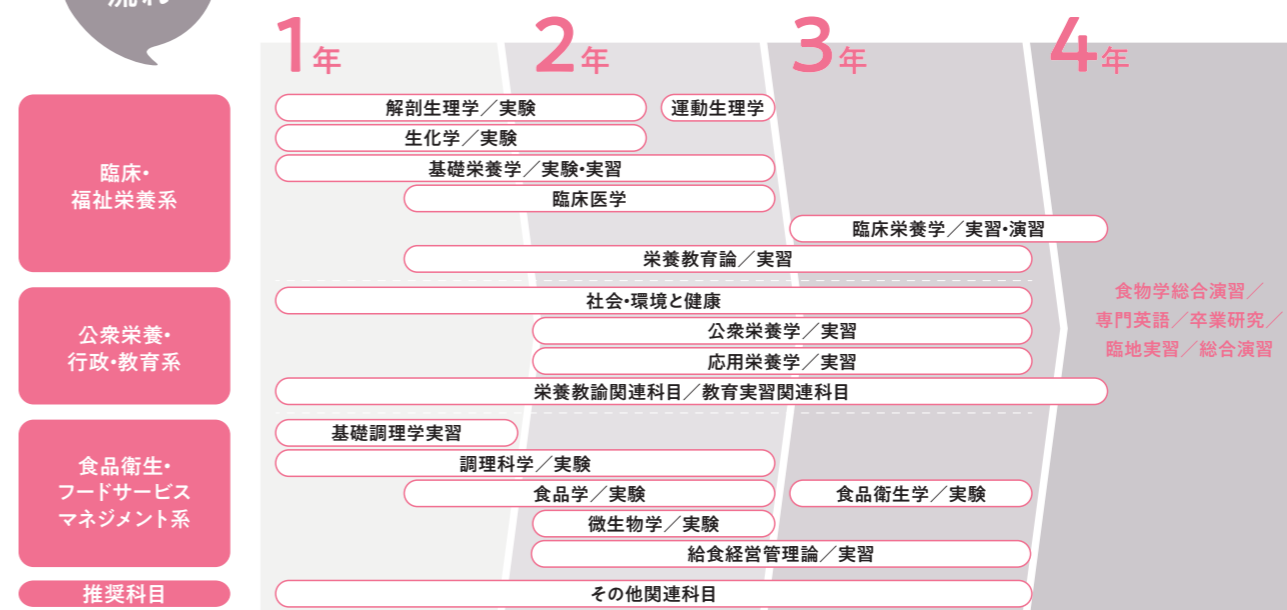 流れ
1年
2年
3年
4年
臨床・
福祉栄養系
解剖生理学／実験
運動生理学
生化学／実験
基礎栄養学／実験・実習
臨床医学
臨床栄養学／実習・演習
栄養教育論／実習
公衆栄養・
行政・教育系
社会・環境と健康
公衆栄養学／実習
応用栄養学／実習
栄養教諭関連科目／教育実習関連科目
食品衛生・
フードサービス
マネジメント系
基礎調理学実習
調理科学／実験
食品学／実験
食品衛生学／実験
微生物学／実験
給食経営管理論／実習
推奨科目
その他関連科目
食物学総合演習／
専門英語／卒業研究／
臨地実習／総合演習